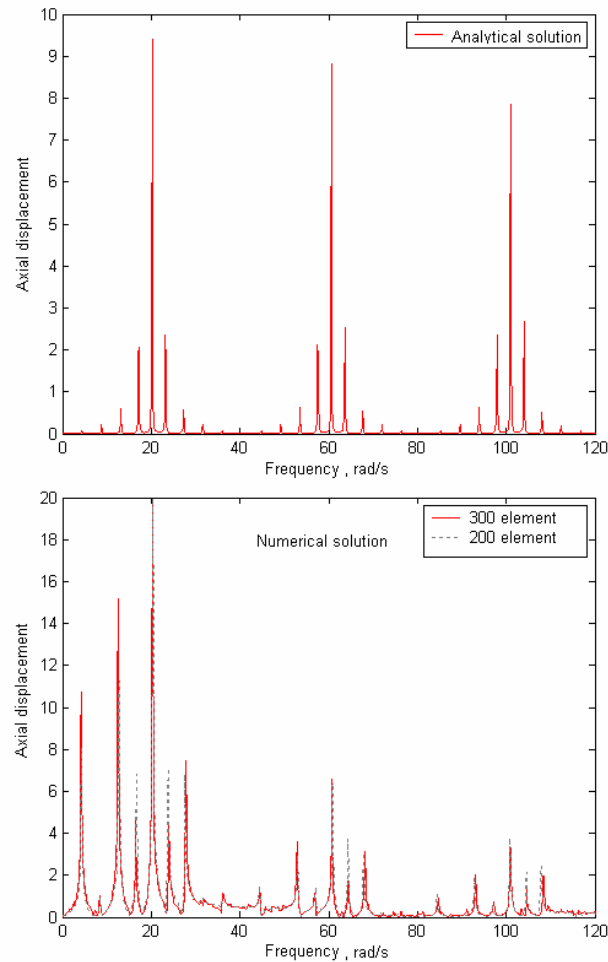 10
9
8
7
6
5
4
3
2
1
0
Axial displacement
Analytical solution
0 20 40 60 80 100 120
Frequency , rad/s
20
18
16
14
12
10
8
6
4
2
0
Axial displacement
Numerical solution
300 element
200 element
0 20 40 60 80 100 120
Frequency , rad/s